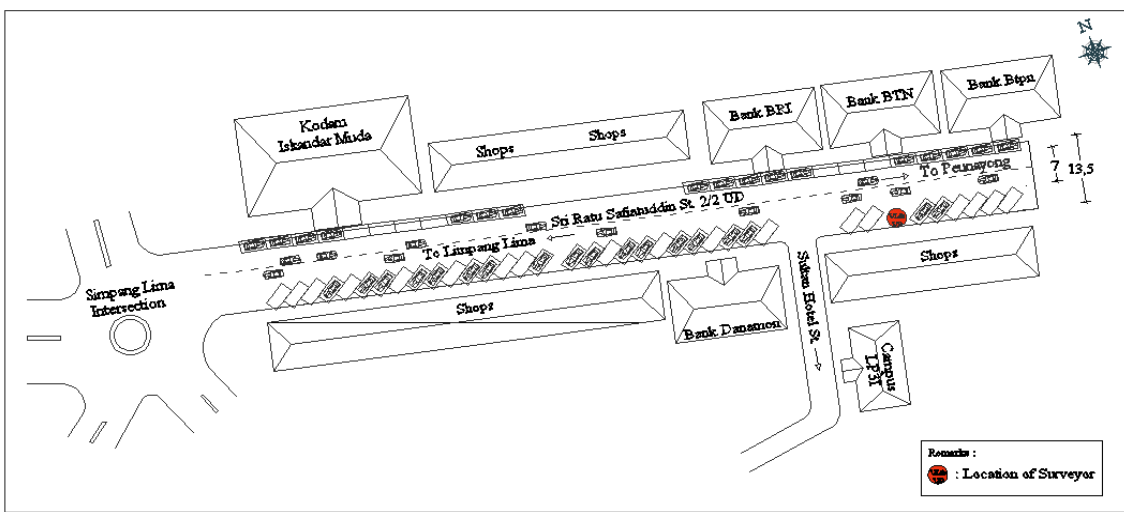 N
Kodam
Iskandar Muda
Shops
Shops
Bank BRI
Bank BTN
Bank Btpn
To Peunayong
7
13,5
Sri Ratu Safiatuddin St. 2/2 UD
To Limpang Lima
Simpang Lima
Intersection
Shops
Bank Danamon
Sultan Hotel St.
Shops
Campus
LP3I
Remarks :
: Location of Surveyor